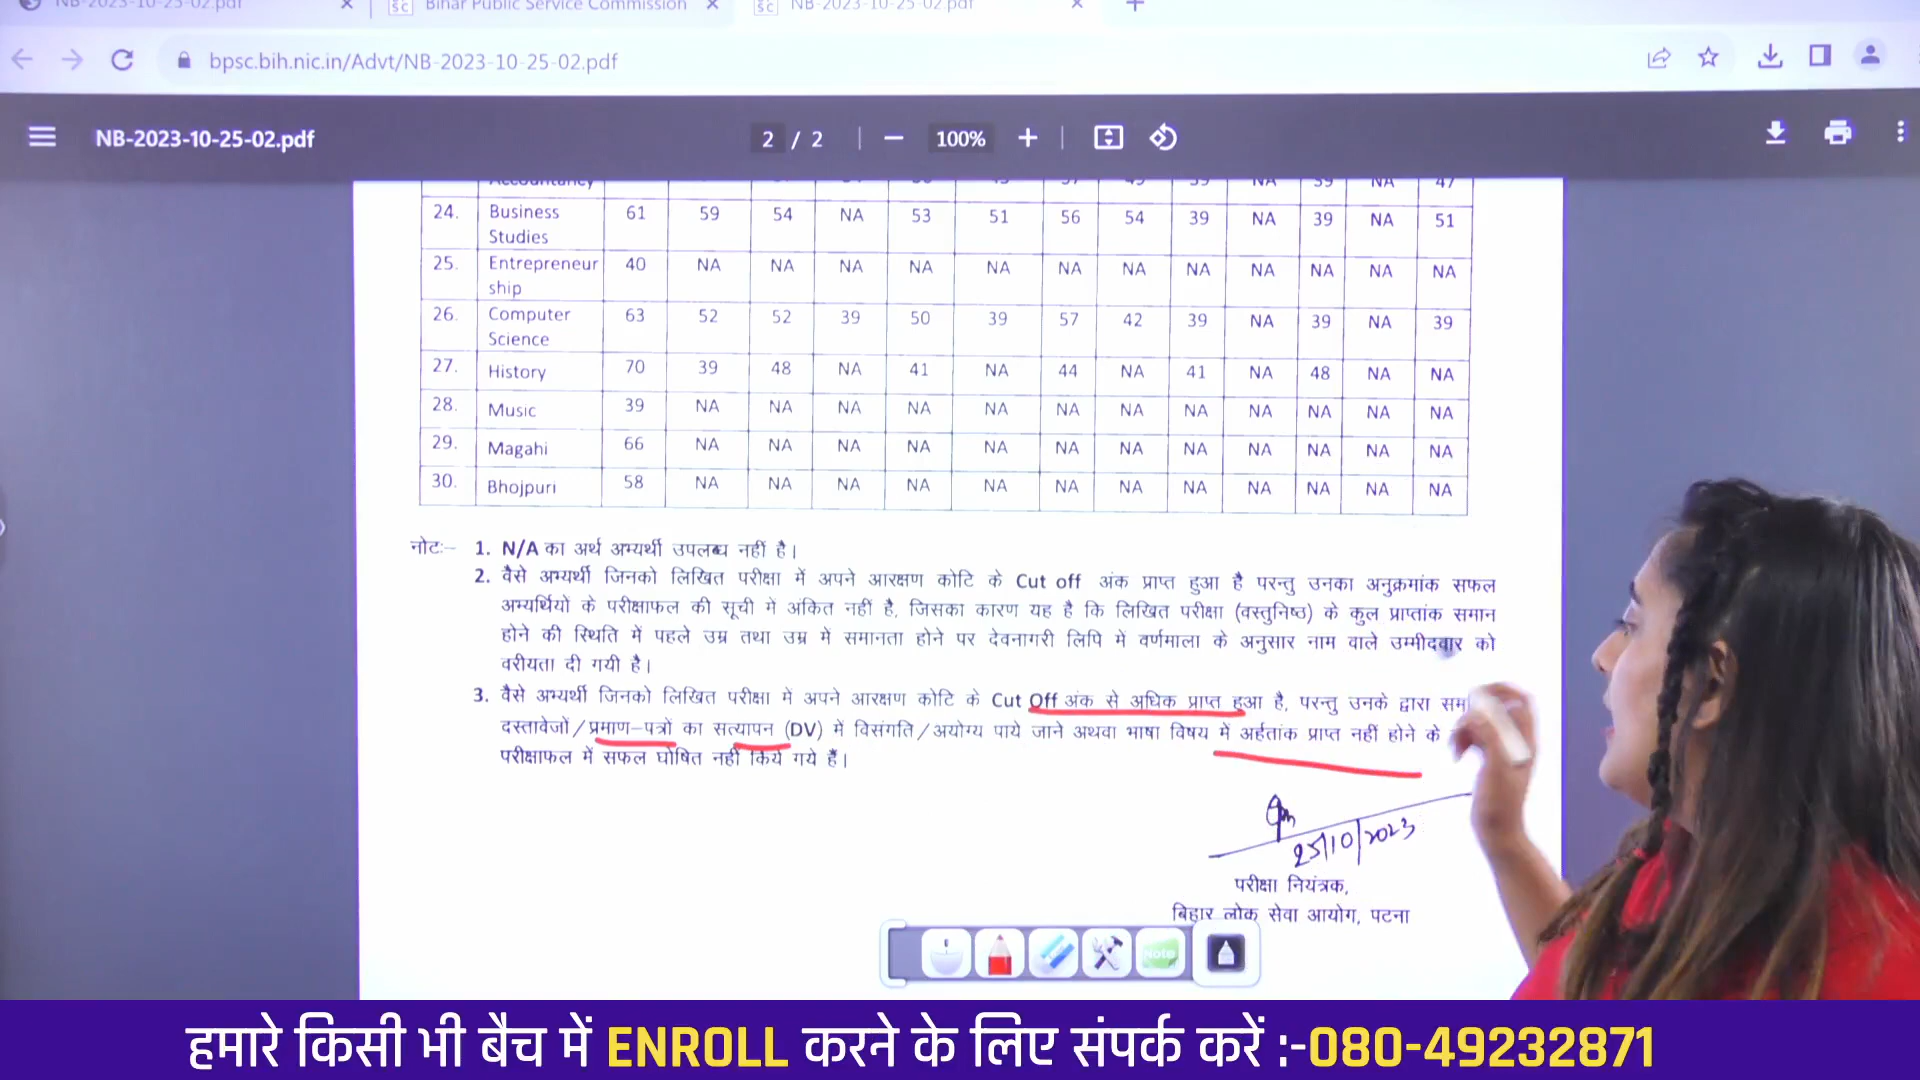 NB-2023-10-25-02.pdf
Bihar Public Service Commission
NB-2023-10-25-02.pdf
bpsc.bih.nic.in/Advt/NB-2023-10-25-02.pdf
NB-2023-10-25-02.pdf 2 / 2 100%
Accountancy 39 NA 39 NA 47
24. Business Studies 61 59 54 NA 53 51 56 54 39 NA 39 NA 51
25. Entrepreneur ship 40 NA NA NA NA NA NA NA NA NA NA NA NA
26. Computer Science 63 52 52 39 50 39 57 42 39 NA 39 NA 39
27. History 70 39 48 NA 41 NA 44 NA 41 NA 48 NA NA
28. Music 39 NA NA NA NA NA NA NA NA NA NA NA NA
29. Magahi 66 NA NA NA NA NA NA NA NA NA NA NA NA
30. Bhojpuri 58 NA NA NA NA NA NA NA NA NA NA NA NA
नोटः– 1. N/A का अर्थ अभ्यर्थी उपलब्ध नहीं है।
2. वैसे अभ्यर्थी जिनको लिखित परीक्षा में अपने आरक्षण कोटि के Cut off अंक प्राप्त हुआ है परन्तु उनका अनुक्रमांक सफल
अभ्यर्थियों के परीक्षाफल की सूची में अंकित नहीं है, जिसका कारण यह है कि लिखित परीक्षा (वस्तुनिष्ठ) के कुल प्राप्तांक समान
होने की स्थिति में पहले उम्र तथा उम्र में समानता होने पर देवनागरी लिपि में वर्णमाला के अनुसार नाम वाले उम्मीदवार को
वरीयता दी गयी है।
3. वैसे अभ्यर्थी जिनको लिखित परीक्षा में अपने आरक्षण कोटि के Cut Off अंक से अधिक प्राप्त हुआ है, परन्तु उनके द्वारा
दस्तावेजों/प्रमाण–पत्रों का सत्यापन (DV) में विसंगति/अयोग्य पाये जाने अथवा भाषा विषय में अर्हतांक प्राप्त नहीं होने के
परीक्षाफल में सफल घोषित नहीं किये गये हैं।
25/10/2023
परीक्षा नियंत्रक,
बिहार लोक सेवा आयोग, पटना
Note
हमारे किसी भी बैच में ENROLL करने के लिए संपर्क करें :-080-49232871